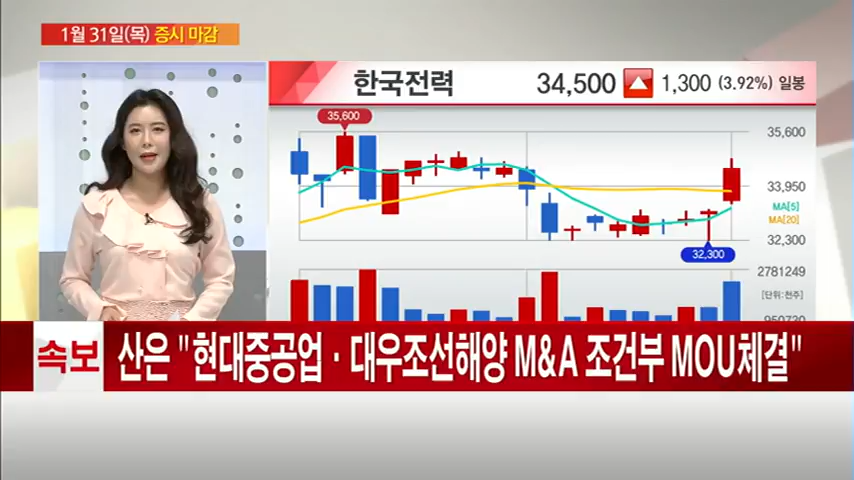 1월 31일(목) 증시 마감
한국전력 34,500 1,300 (3.92%) 일봉
35,600
35,600
33,950
MA[5]
MA[20]
32,300
32,300
2781249
[단위:천주]
속보
산은 "현대중공업·대우조선해양 M&A 조건부 MOU체결"